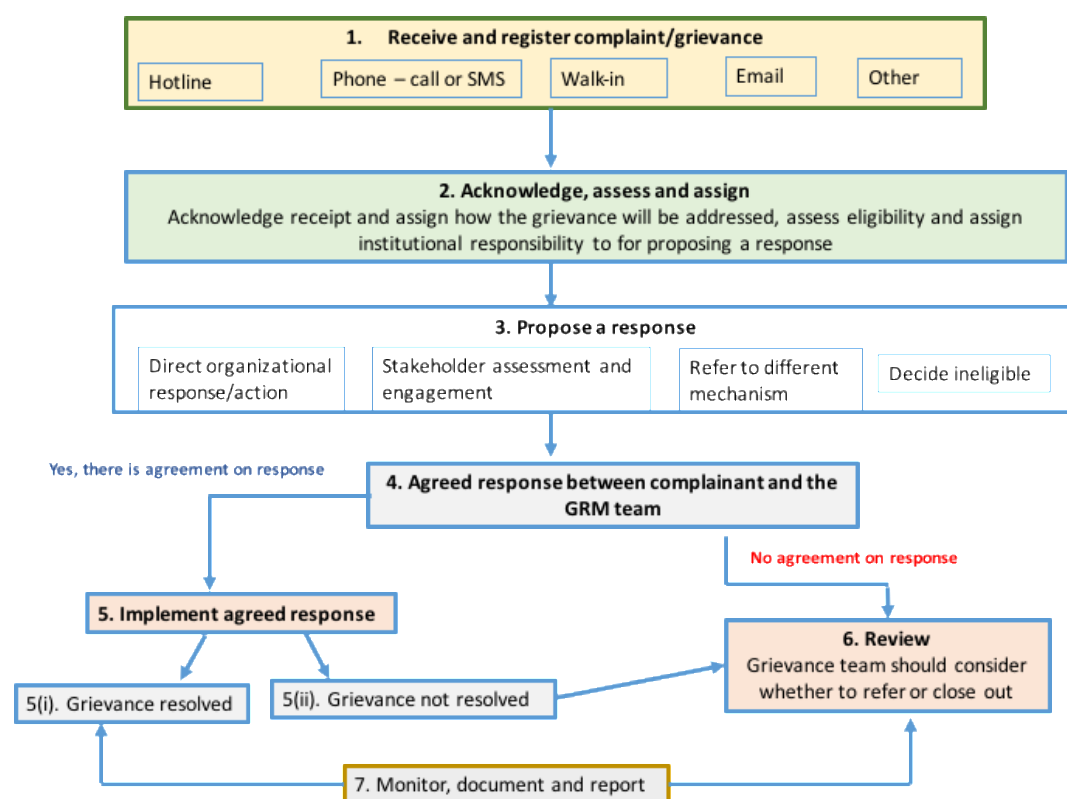 1. Receive and register complaint/grievance
Hotline
Phone – call or SMS
Walk-in
Email
Other
2. Acknowledge, assess and assign
Acknowledge receipt and assign how the grievance will be addressed, assess eligibility and assign
institutional responsibility to for proposing a response
3. Propose a response
Direct organizational
response/action
Stakeholder assessment and
engagement
Refer to different
mechanism
Decide ineligible
Yes, there is agreement on response
4. Agreed response between complainant and the
GRM team
No agreement on response
5. Implement agreed response
6. Review
Grievance team should consider
whether to refer or close out
5(i). Grievance resolved
5(ii). Grievance not resolved
7. Monitor, document and report